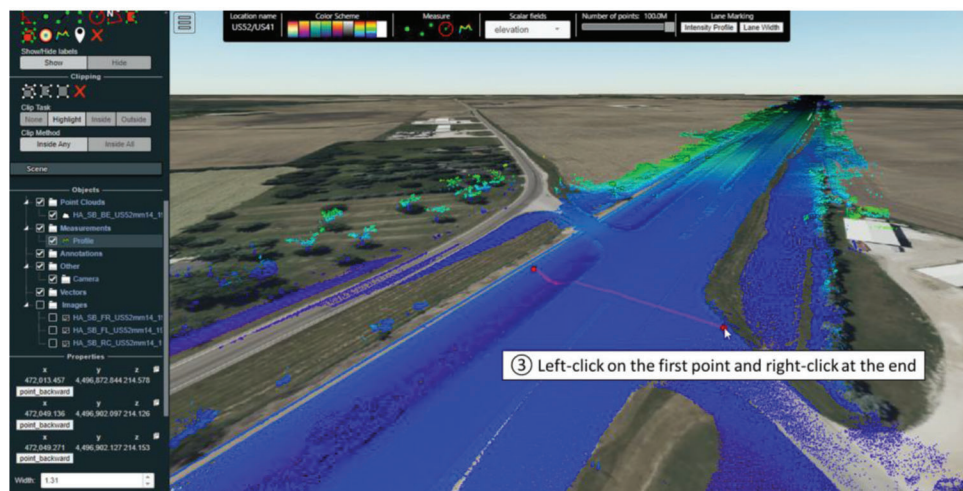 Location name
US52/US41
Color Scheme
Measure
Scalar fields
elevation
Number of points: 100.0M
Lane Marking
Intensity Profile
Lane Width
Show/Hide labels
Show
Hide
Clipping
Clip Task
None
Highlight
Inside
Outside
Clip Method
Inside Any
Inside All
Scene
Objects
Point Clouds
HA_SB_BE_US52mm14_1
Measurements
Profile
Annotations
Other
Camera
Vectors
Images
HA_SB_FR_US52mm14_1
HA_SB_FL_US52mm14_1
HA_SB_RC_US52mm14_1
Properties
x y z
472,013.457 4,496,872.844 214.578
point_backward
x y z
472,049.136 4,496,902.097 214.126
point_backward
x y z
472,049.271 4,496,902.127 214.153
point_backward
Width: 1.31
③ Left-click on the first point and right-click at the end